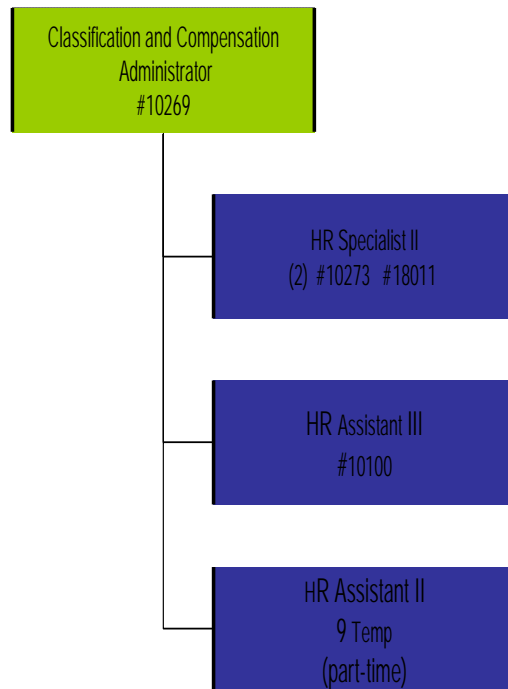 Classification and Compensation
Administrator
#10269
HR Specialist II
(2) #10273 #18011
HR Assistant III
#10100
HR Assistant II
9 Temp
(part-time)